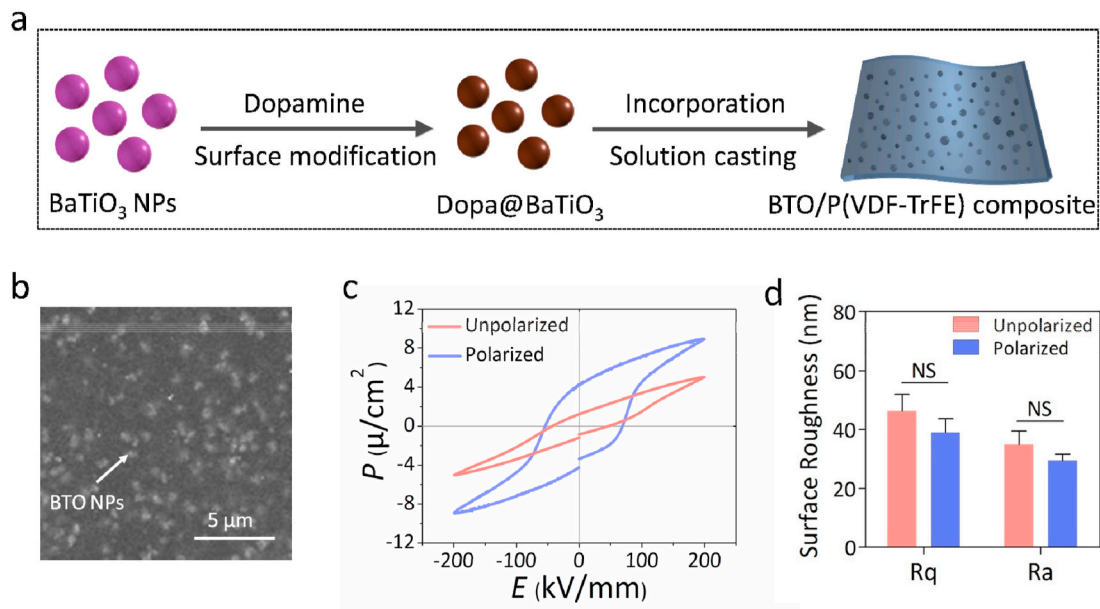 a
Dopamine
Surface modification
Incorporation
Solution casting
BaTiO₃ NPs
Dopa@BaTiO₃
BTO/P(VDF-TrFE) composite
b
BTO NPs
5 μm
c
P (μ/cm²)
12
8
4
0
-4
-8
-12
Unpolarized
Polarized
-200 -100 0 100 200
E (kV/mm)
d
Surface Roughness (nm)
80
60
40
20
0
Unpolarized
Polarized
NS
NS
Rq Ra